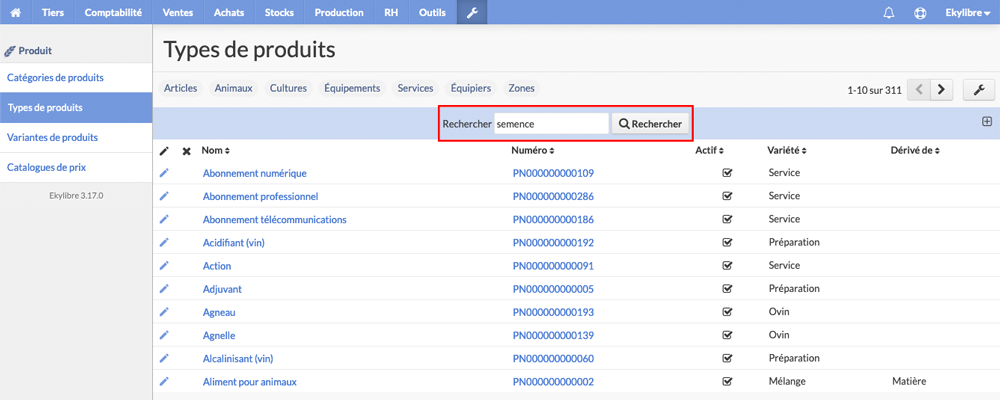 Tiers Comptabilité Ventes Achats Stocks Production RH Outils Ekylibre
Produit
Catégories de produits
Types de produits
Variantes de produits
Catalogues de prix
Ekylibre 3.17.0
Types de produits
Articles Animaux Cultures Équipements Services Équipiers Zones 1-10 sur 311
Rechercher semence Rechercher
Nom Numéro Actif Variété Dérivé de
Abonnement numérique PN000000000109 Service
Abonnement professionnel PN000000000286 Service
Abonnement télécommunications PN000000000186 Service
Acidifiant (vin) PN000000000192 Préparation
Action PN000000000091 Service
Adjuvant PN000000000005 Préparation
Agneau PN000000000193 Ovin
Agnelle PN000000000139 Ovin
Alcalinisant (vin) PN000000000060 Préparation
Aliment pour animaux PN000000000002 Mélange Matière